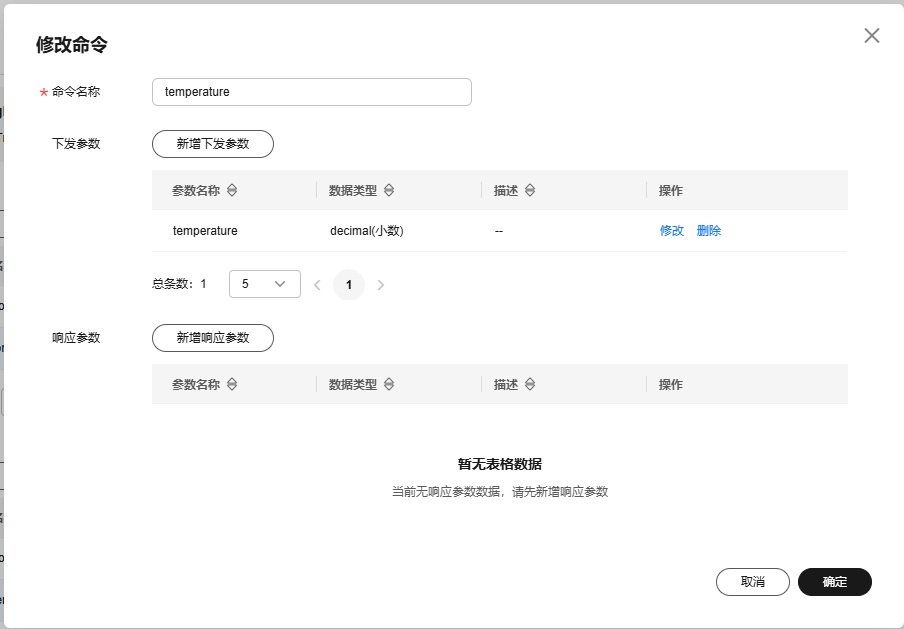 修改命令
* 命令名称 temperature
下发参数 新增下发参数
参数名称 数据类型 描述 操作
temperature decimal(小数) -- 修改 删除
总条数：1 5 1
响应参数 新增响应参数
参数名称 数据类型 描述 操作
暂无表格数据
当前无响应参数数据，请先新增响应参数
取消 确定